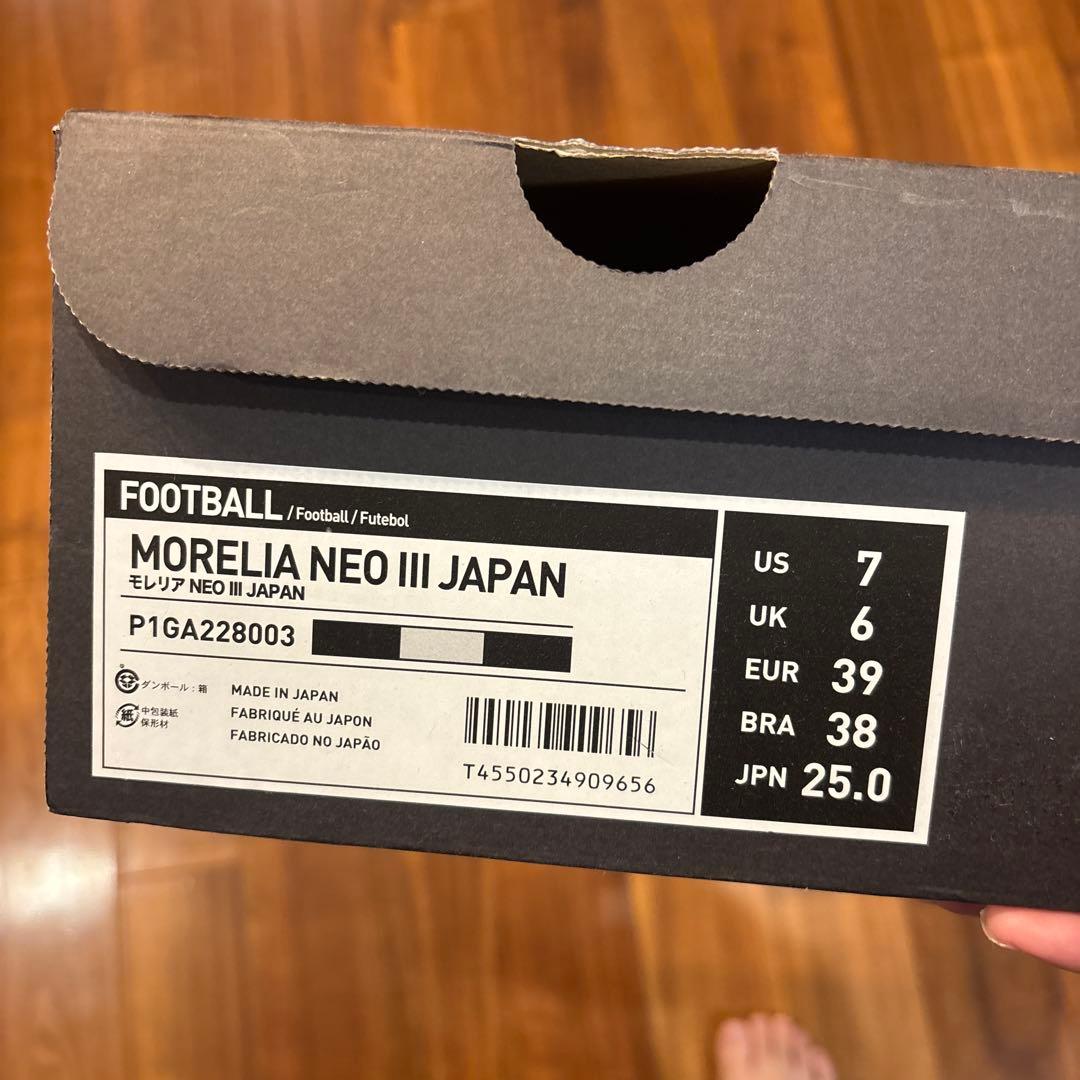 FOOTBALL / Football / Futebol
MORELIA NEO III JAPAN
モレリア NEO III JAPAN
P1GA228003
ダンボール：箱
紙 中包装紙
保形材
MADE IN JAPAN
FABRIQUÉ AU JAPON
FABRICADO NO JAPÃO
T4550234909656
US 7
UK 6
EUR 39
BRA 38
JPN 25.0